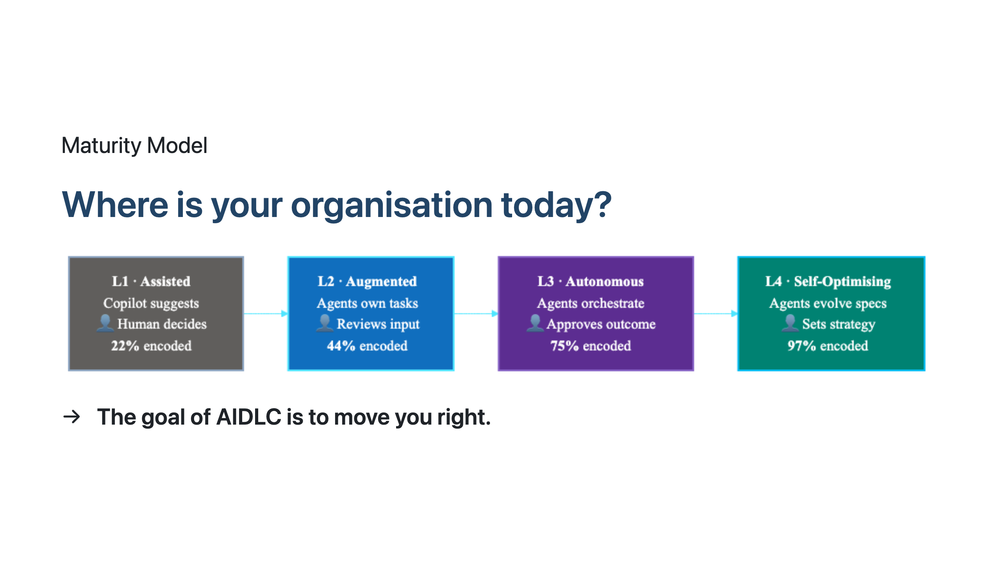 Maturity Model
Where is your organisation today?
L1 · Assisted
Copilot suggests
👤 Human decides
22% encoded
L2 · Augmented
Agents own tasks
👤 Reviews input
44% encoded
L3 · Autonomous
Agents orchestrate
👤 Approves outcome
75% encoded
L4 · Self-Optimising
Agents evolve specs
👤 Sets strategy
97% encoded
→ The goal of AIDLC is to move you right.